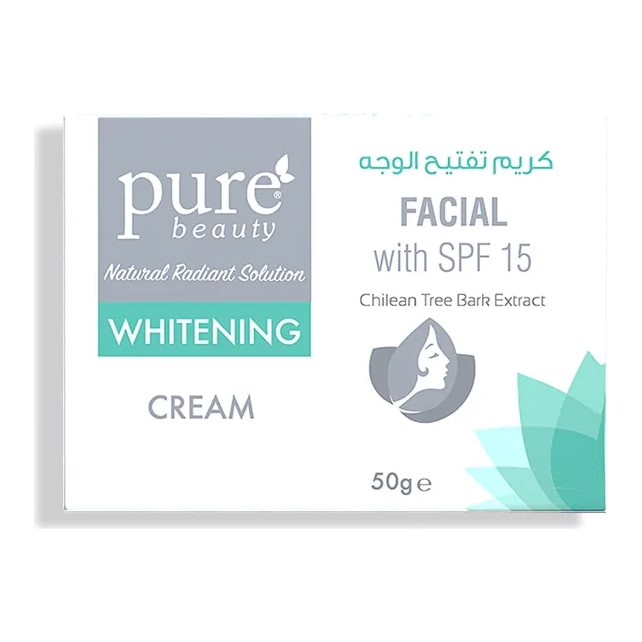 pure®
beauty
Natural Radiant Solution
WHITENING
CREAM
كريم تفتيح الوجه
FACIAL
with SPF 15
Chilean Tree Bark Extract
50g e